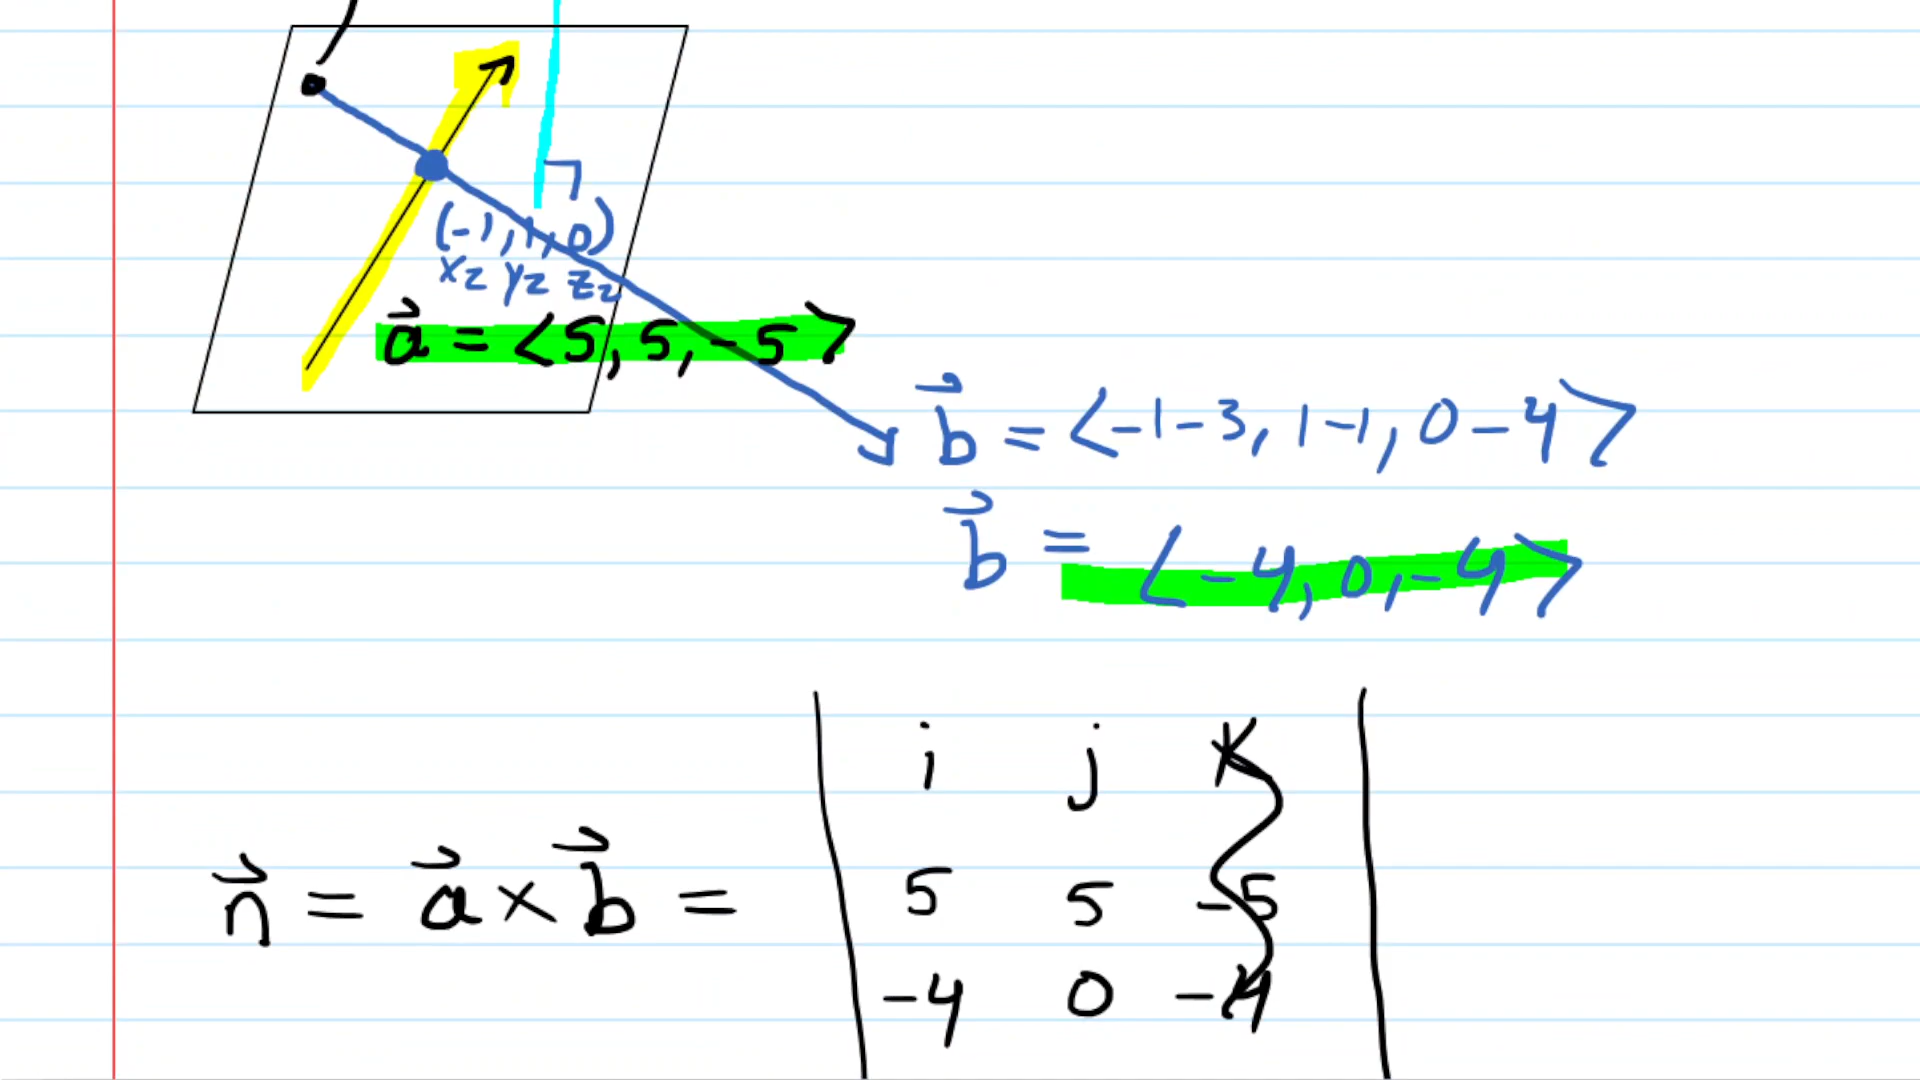 (-1, 1, 0)
x₂ y₂ z₂
a⃗ = <5, 5, -5>
b⃗ = <-1-3, 1-1, 0-4>
b⃗ = <-4, 0, -4>
i j k
n⃗ = a⃗ × b⃗ = 5 5 -5
-4 0 -4